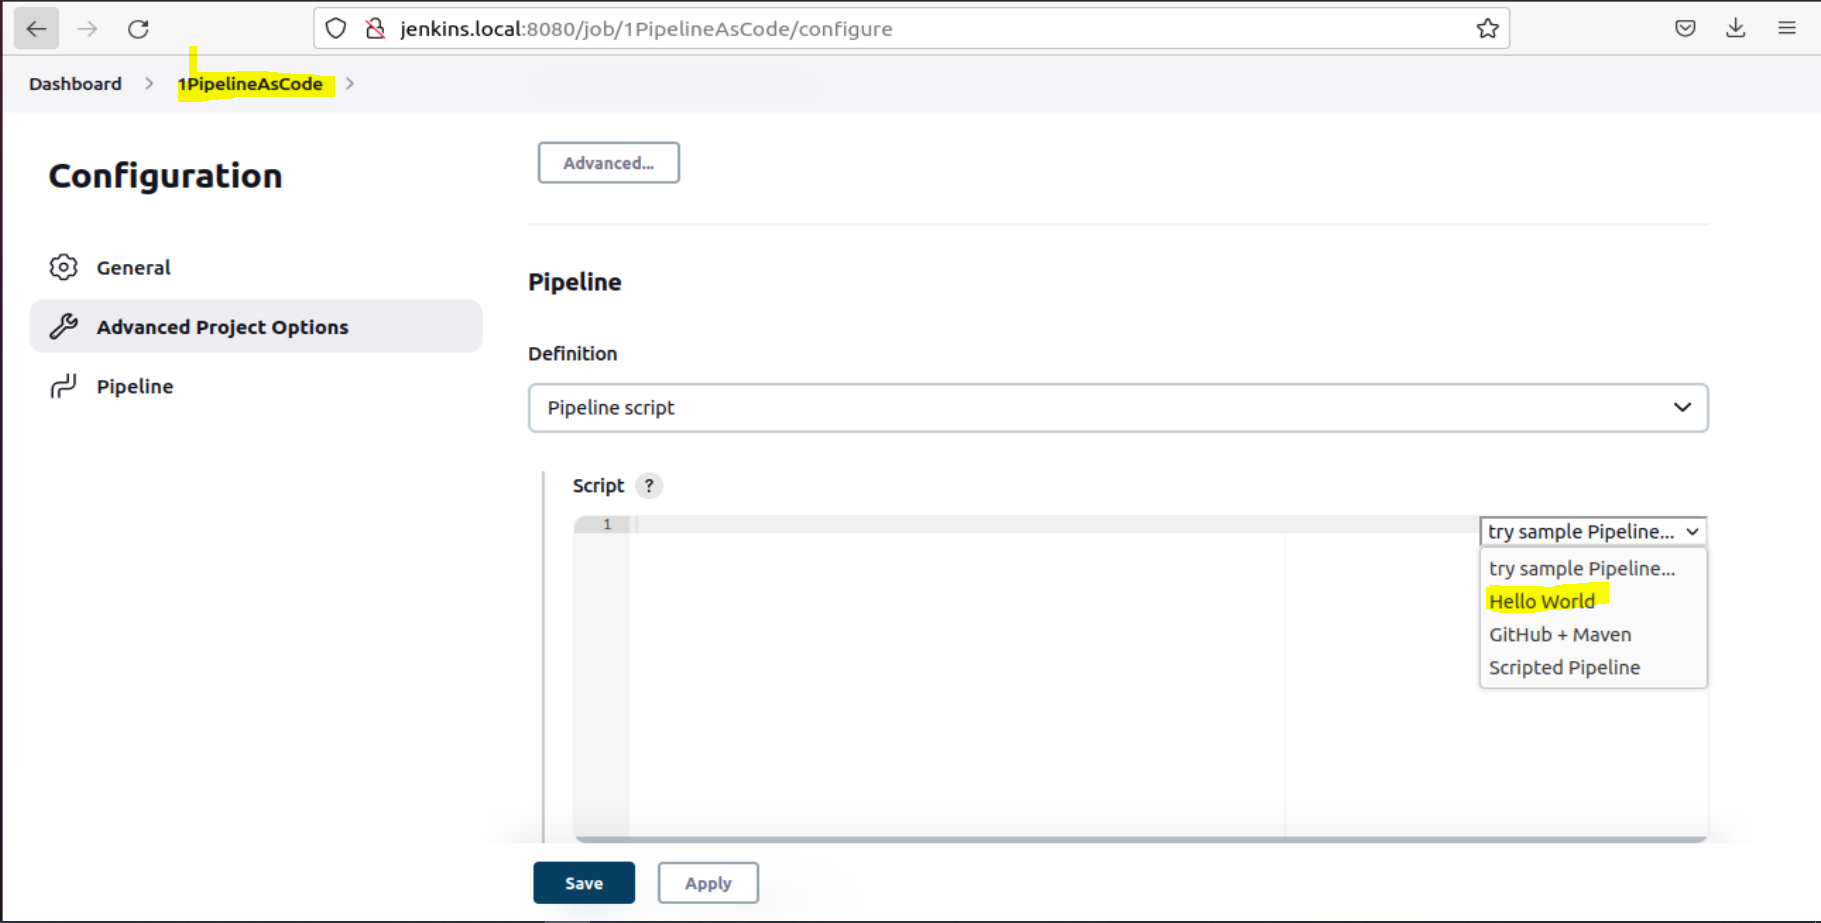 jenkins.local:8080/job/1PipelineAsCode/configure
Dashboard > 1PipelineAsCode >
Configuration
General
Advanced Project Options
Pipeline
Advanced...
Pipeline
Definition
Pipeline script
Script ?
1
try sample Pipeline...
try sample Pipeline...
Hello World
GitHub + Maven
Scripted Pipeline
Save
Apply